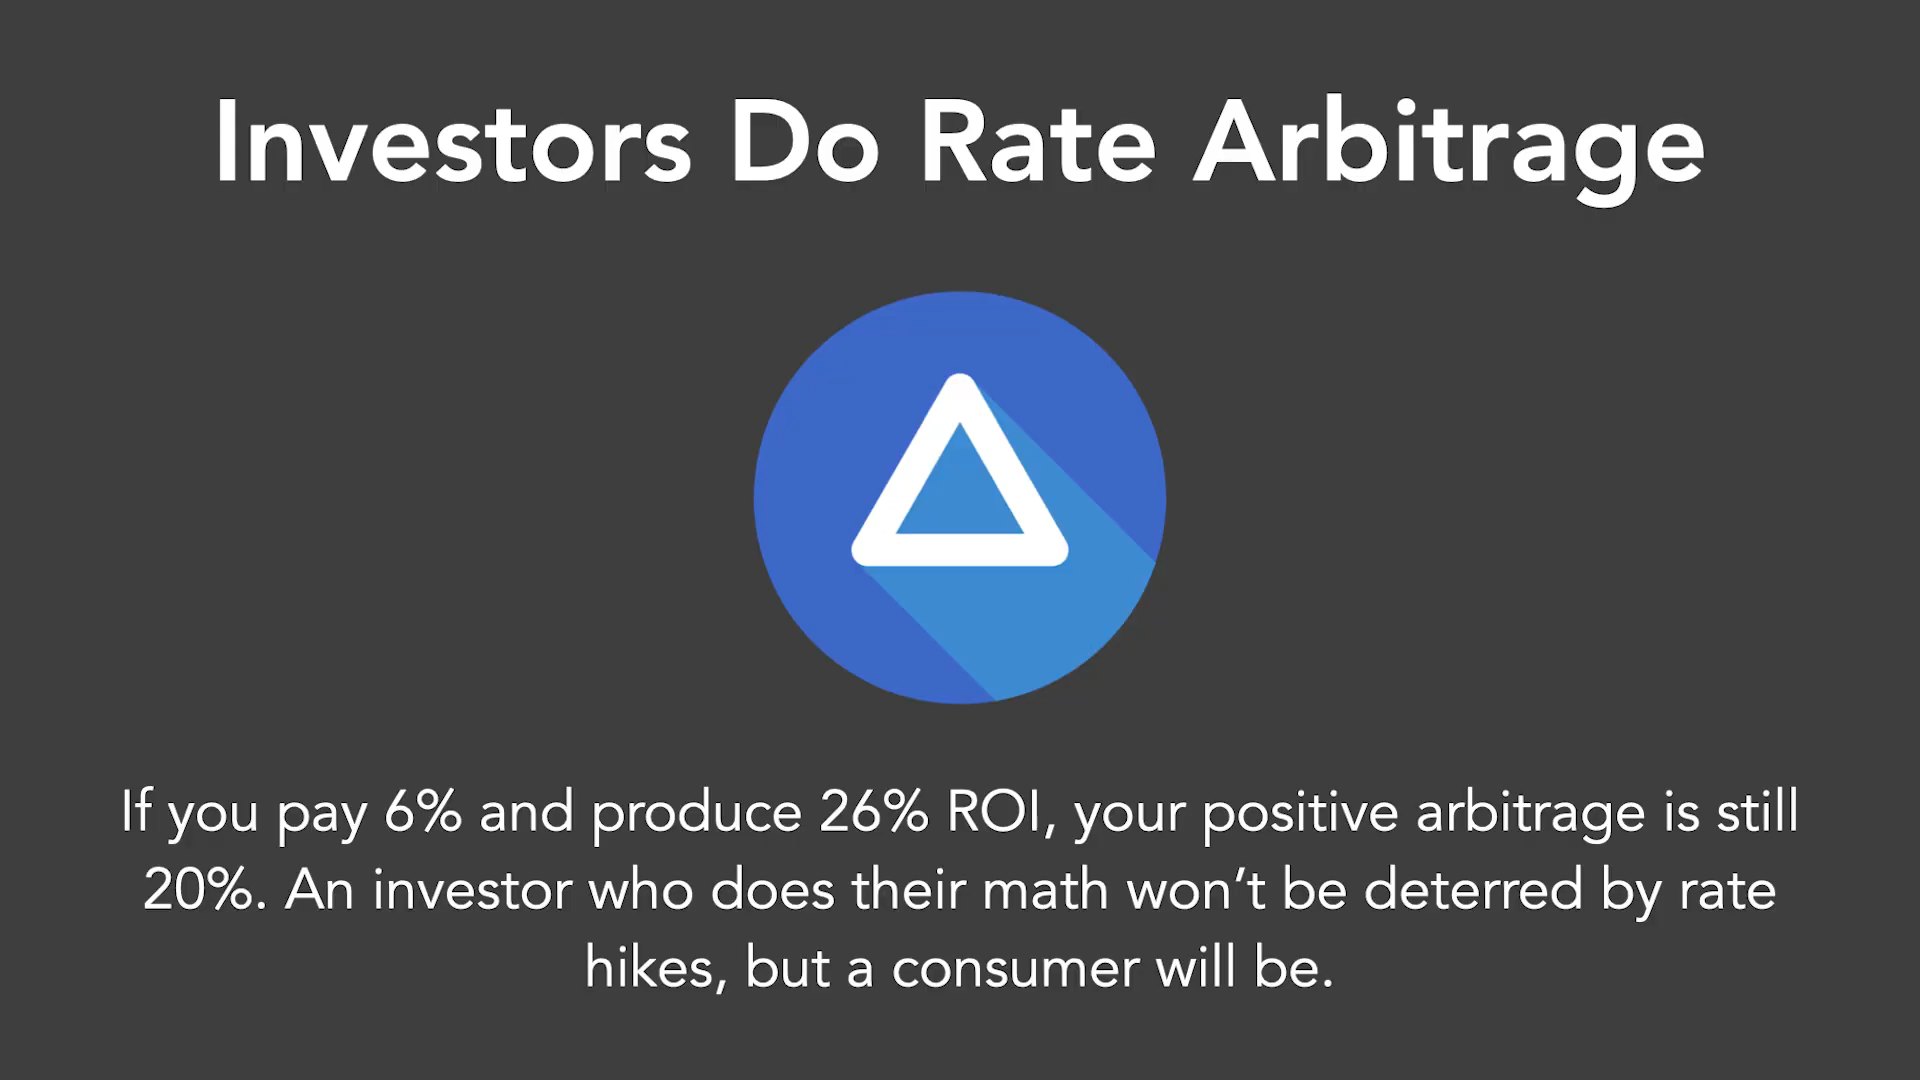 Investors Do Rate Arbitrage
If you pay 6% and produce 26% ROI, your positive arbitrage is still
20%. An investor who does their math won’t be deterred by rate
hikes, but a consumer will be.